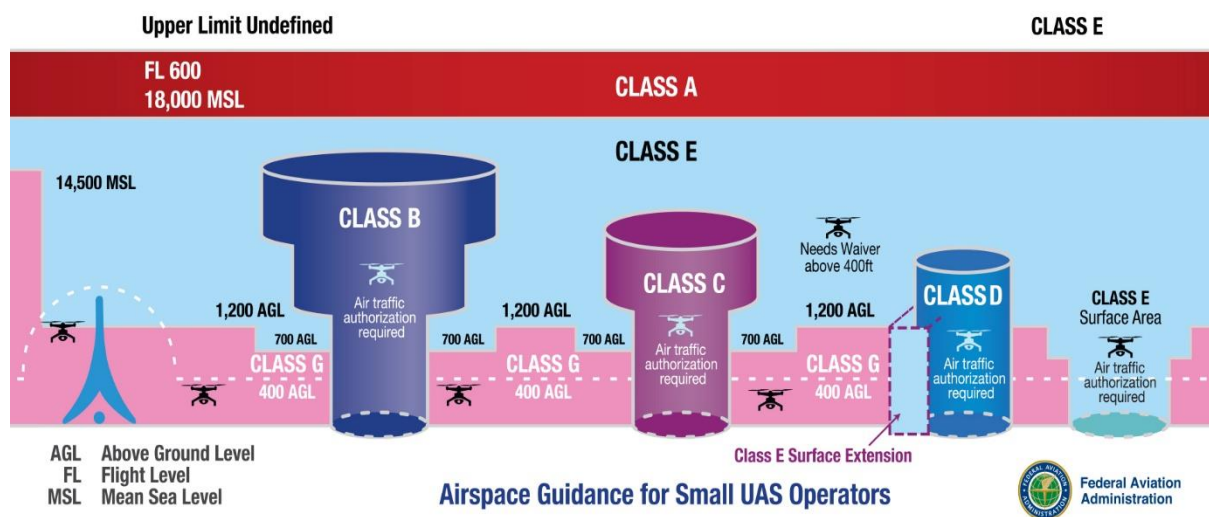 Upper Limit Undefined
CLASS E
FL 600
18,000 MSL
CLASS A
CLASS E
14,500 MSL
CLASS B
Air traffic
authorization
required
CLASS C
Air traffic
authorization
required
Needs Waiver
above 400ft
CLASS D
Air traffic
authorization
required
CLASS E
Surface Area
Air traffic
authorization
required
1,200 AGL
700 AGL
CLASS G
400 AGL
700 AGL
1,200 AGL
CLASS G
400 AGL
700 AGL
700 AGL
1,200 AGL
CLASS G
400 AGL
Class E Surface Extension
AGL Above Ground Level
FL Flight Level
MSL Mean Sea Level
Airspace Guidance for Small UAS Operators
Federal Aviation
Administration